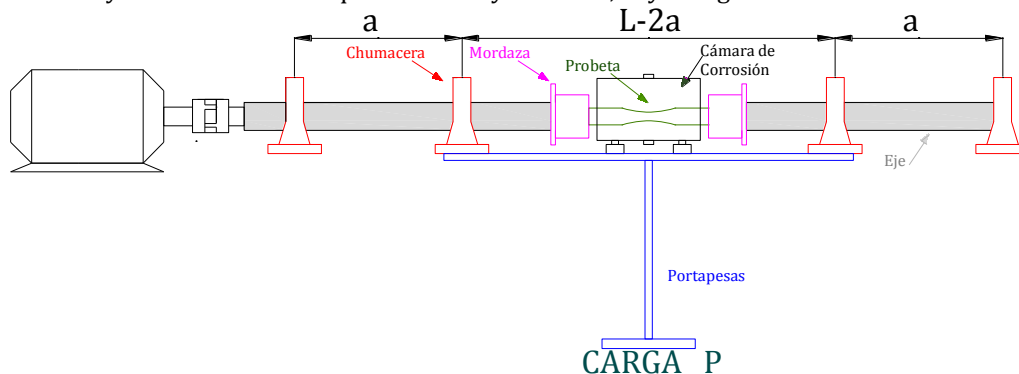 a
L-2a
a
Chumacera
Mordaza
Probeta
Cámara de
Corrosión
Eje
Portapesas
CARGA P